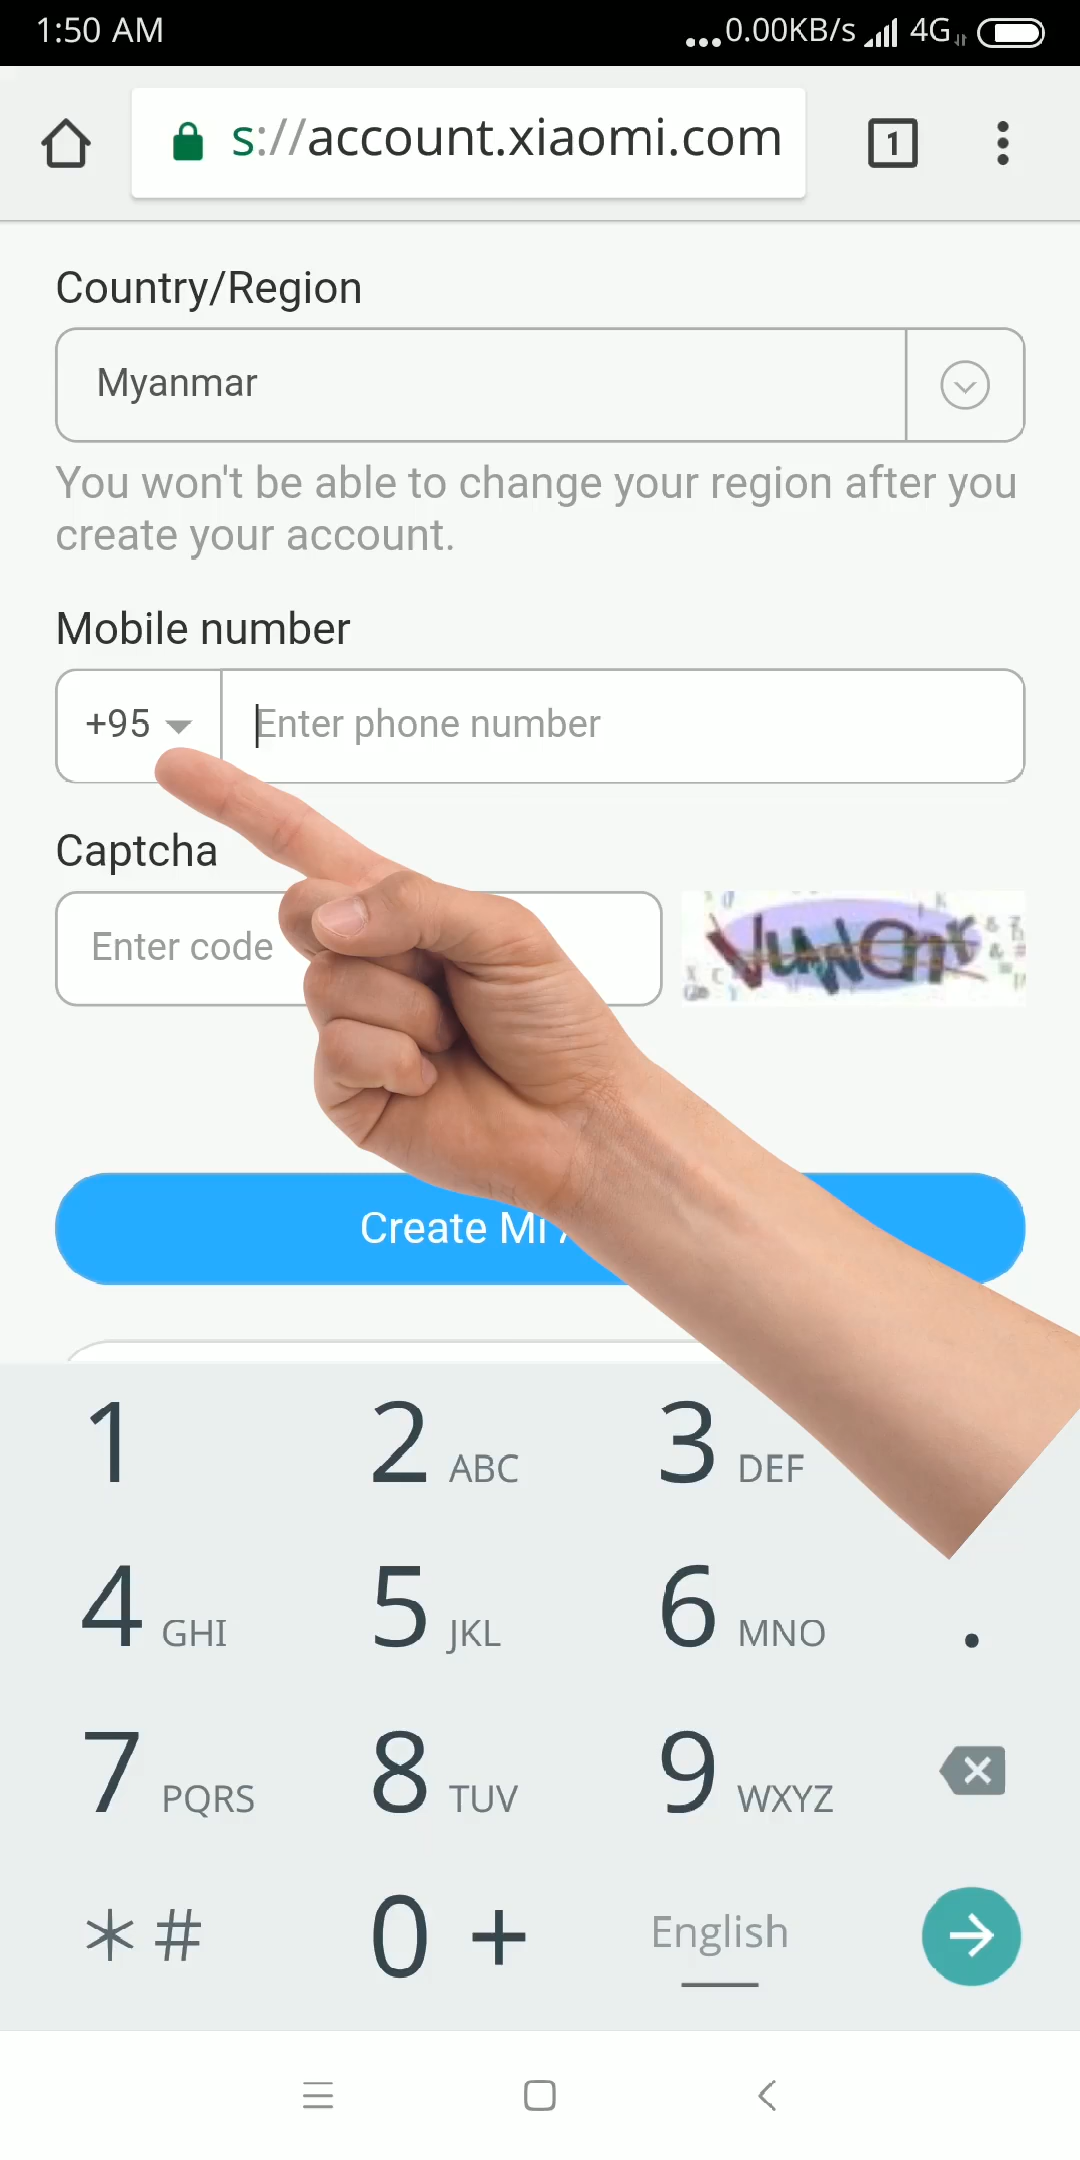 1:50 AM
...0.00KB/s 4G
s://account.xiaomi.com
1
Country/Region
Myanmar
You won't be able to change your region after you
create your account.
Mobile number
+95
Enter phone number
Captcha
Enter code
Create Mi
1
2 ABC
3 DEF
4 GHI
5 JKL
6 MNO
.
7 PQRS
8 TUV
9 WXYZ
*#
0 +
English